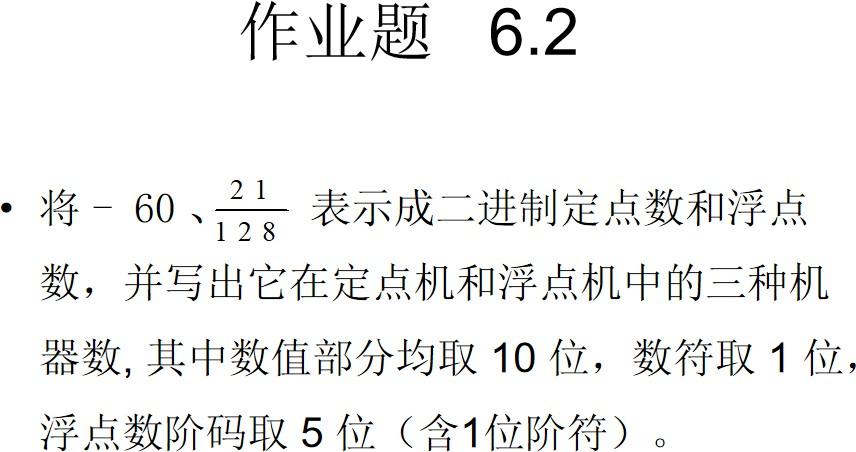 作业题 6.2
• 将－ 60 、21/128 表示成二进制定点数和浮点
数，并写出它在定点机和浮点机中的三种机
器数, 其中数值部分均取 10 位，数符取 1 位，
浮点数阶码取 5 位（含1位阶符）。